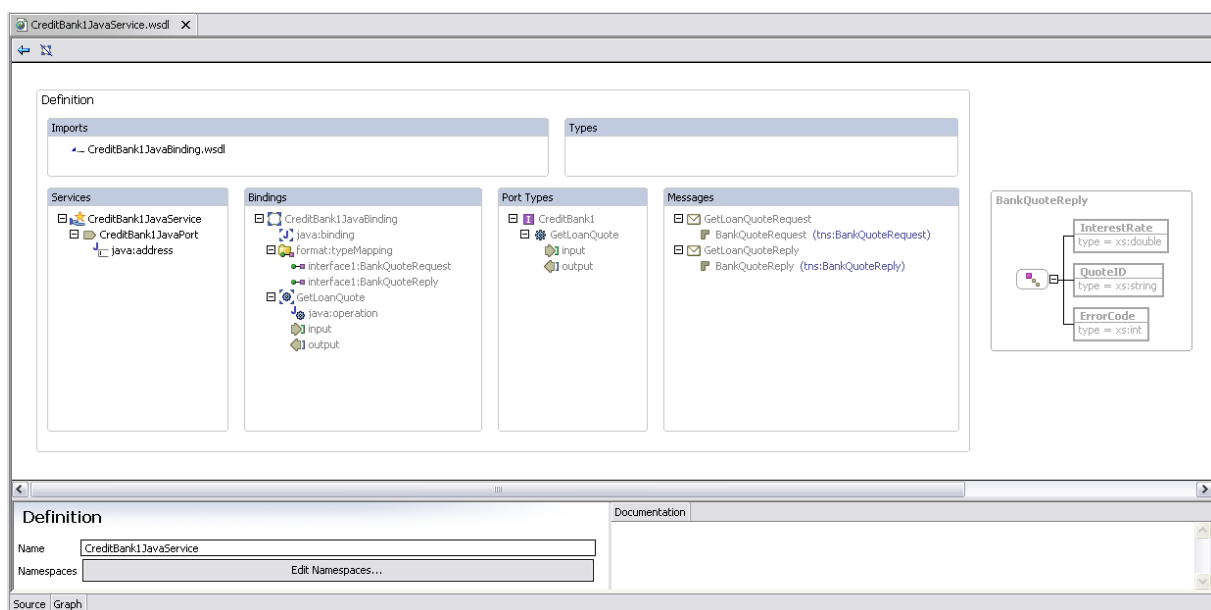 CreditBank1JavaService.wsdl
Definition
Imports
CreditBank1JavaBinding.wsdl
Types
Services
CreditBank1JavaService
CreditBank1JavaPort
java:address
Bindings
CreditBank1JavaBinding
java:binding
format:typeMapping
interface1:BankQuoteRequest
interface1:BankQuoteReply
GetLoanQuote
java:operation
input
output
Port Types
CreditBank1
GetLoanQuote
input
output
Messages
GetLoanQuoteRequest
BankQuoteRequest (tns:BankQuoteRequest)
GetLoanQuoteReply
BankQuoteReply (tns:BankQuoteReply)
BankQuoteReply
InterestRate
type = xs:double
QuoteID
type = xs:string
ErrorCode
type = xs:int
Definition
Name CreditBank1JavaService
Namespaces Edit Namespaces...
Documentation
Source Graph